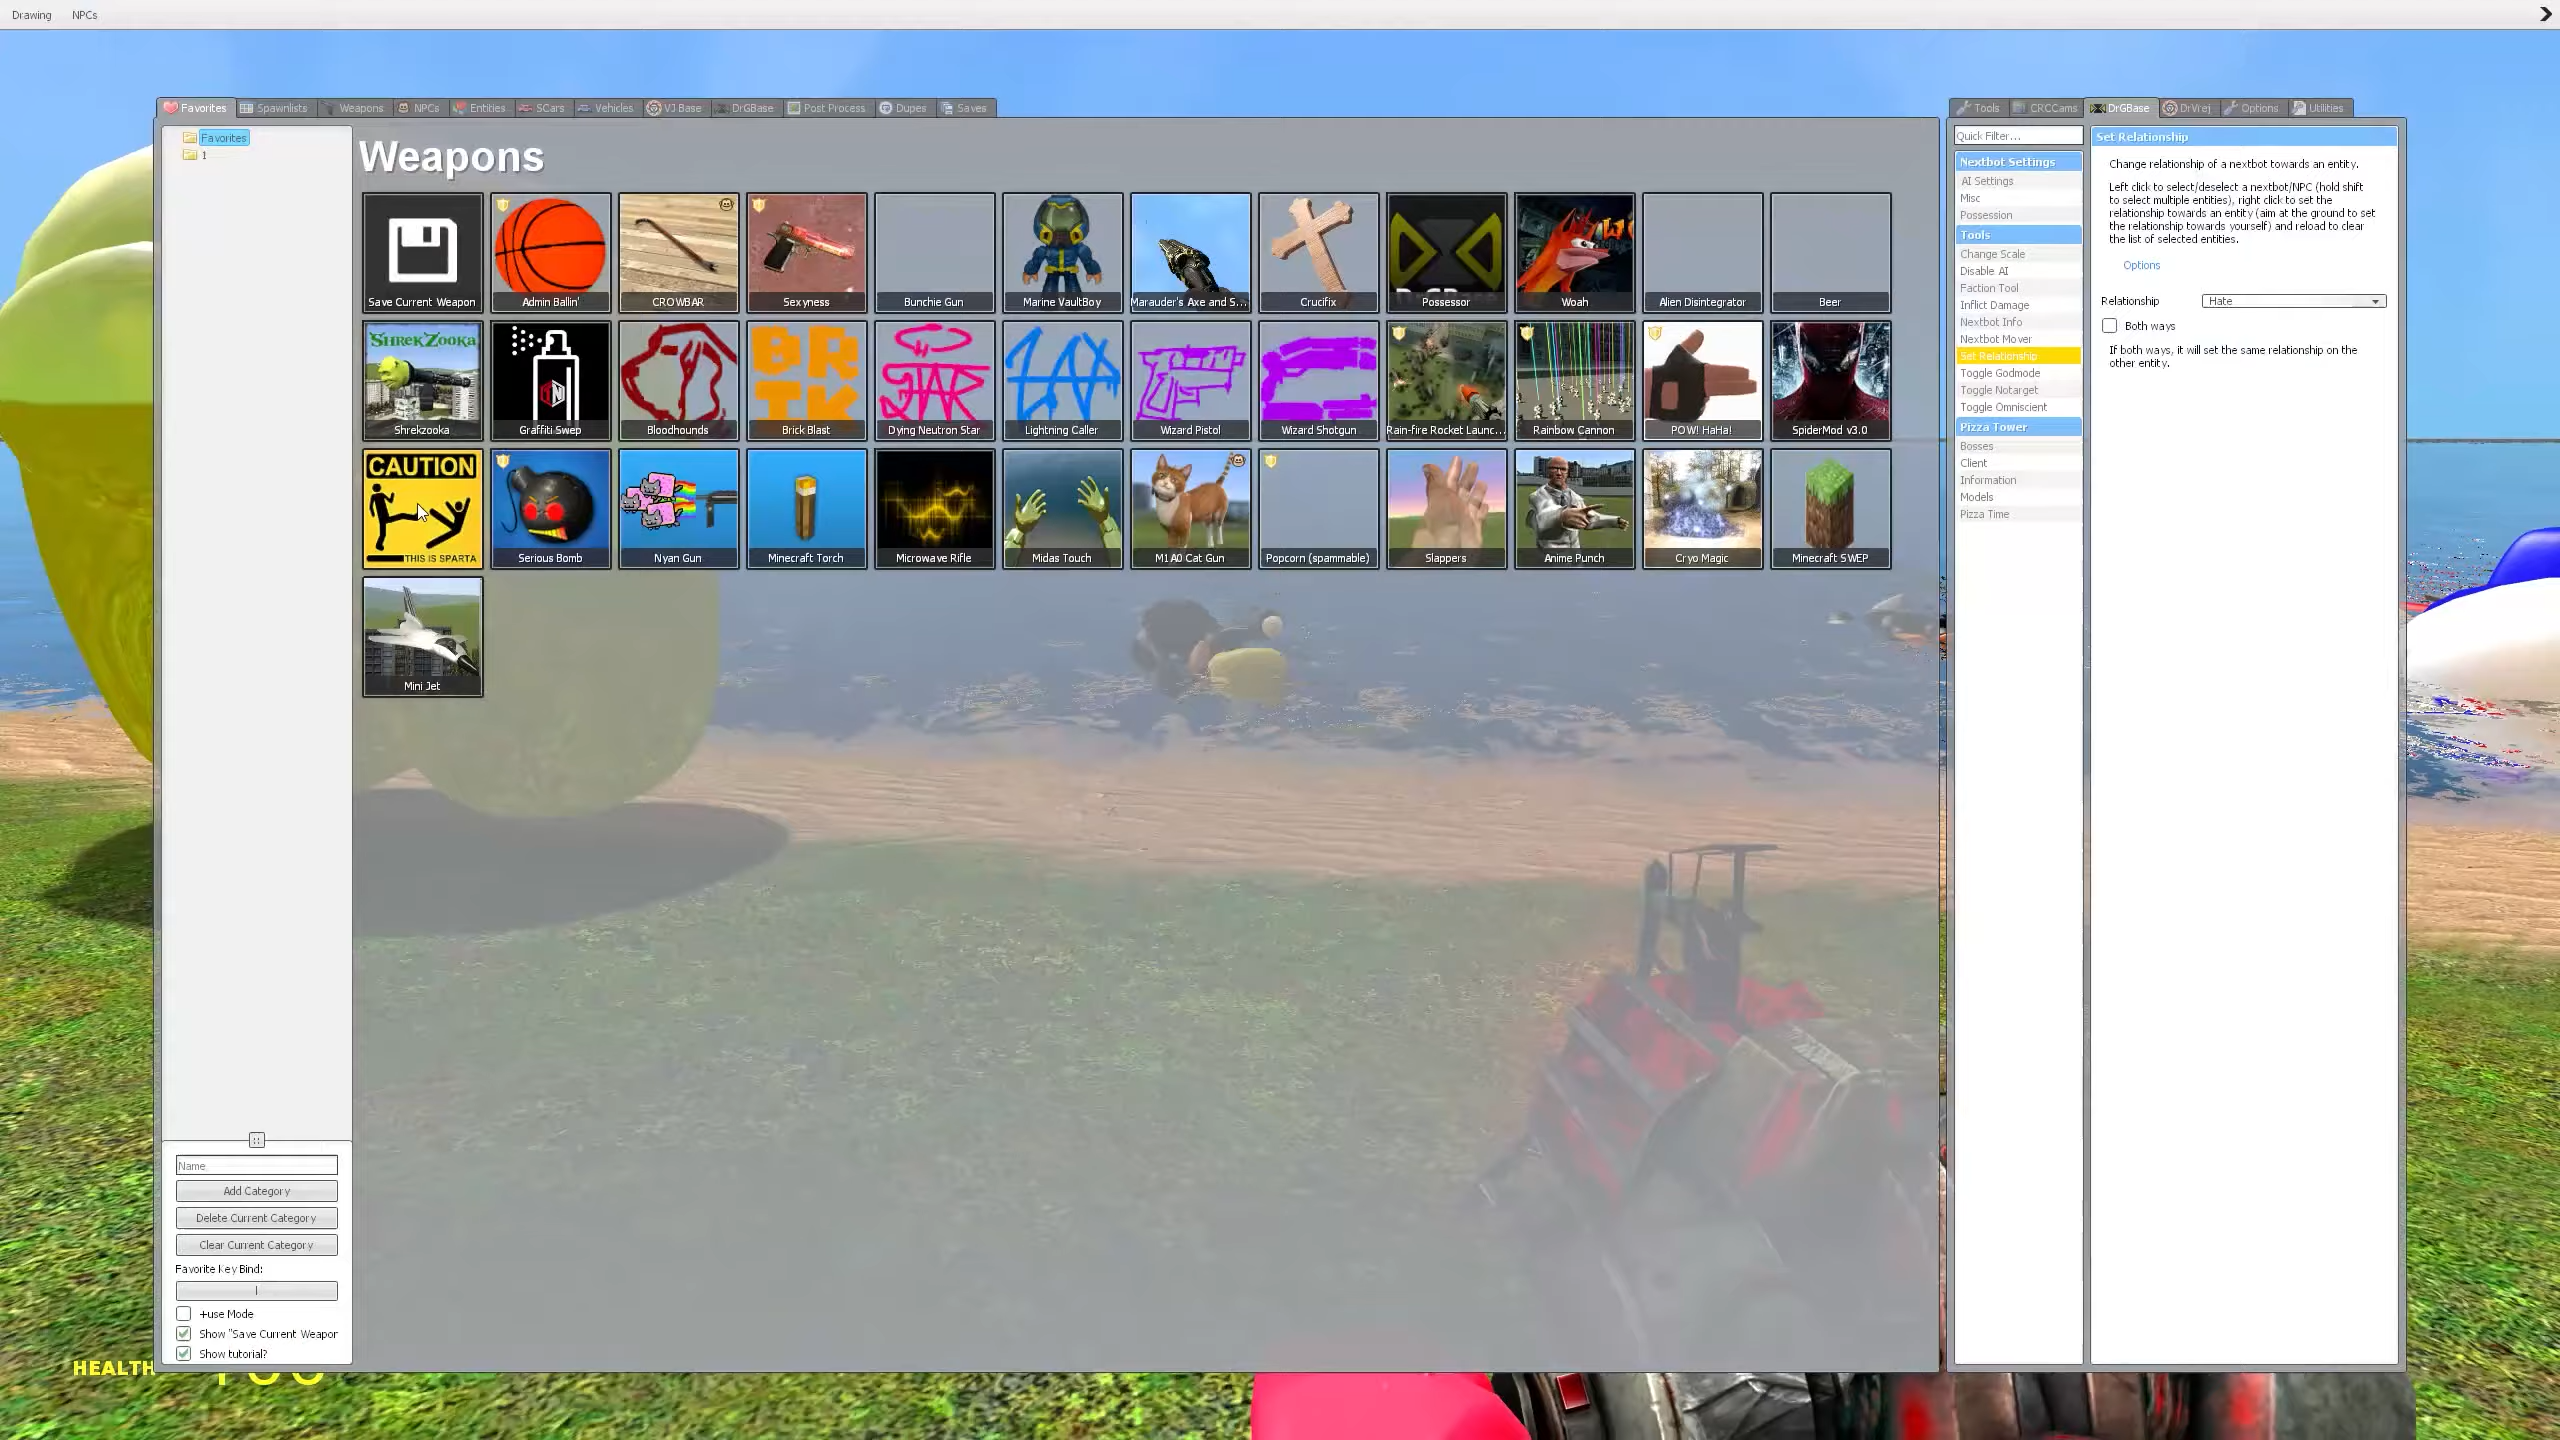 Drawing NPCs
Favorites Spawnlists Weapons NPCs Entities SCars Vehicles VJ Base DrGBase Post Process Dupes Saves
Favorites
1
Weapons
Save Current Weapon
Admin Ballin'
CROWBAR
Sexyness
Bunchie Gun
Marine VaultBoy
Marauder's Axe and S...
Crucifix
Possessor
Woah
Alien Disintegrator
Beer
SHREKZOOKA
Shrekzooka
Graffiti Swep
Bloodhounds
BR
Brick Blast
Dying Neutron Star
Lightning Caller
Wizard Pistol
Wizard Shotgun
Rain-fire Rocket Launc...
Rainbow Cannon
POW! HaHa!
SpiderMod v3.0
CAUTION
THIS IS SPARTA
Serious Bomb
Nyan Gun
Minecraft Torch
Microwave Rifle
Midas Touch
M1A0 Cat Gun
Popcorn (spammable)
Slappers
Anime Punch
Cryo Magic
Minecraft SWEP
Mini Jet
Name
Add Category
Delete Current Category
Clear Current Category
Favorite Key Bind:
I
+use Mode
Show "Save Current Weapor
Show tutorial?
HEALTH
Tools CRCCams DrGBase DrVrej Options Utilities
Quick Filter...
Nextbot Settings
AI Settings
Misc
Possession
Tools
Change Scale
Disable AI
Faction Tool
Inflict Damage
Nextbot Info
Nextbot Mover
Set Relationship
Toggle Godmode
Toggle Notarget
Toggle Omniscient
Pizza Tower
Bosses
Client
Information
Models
Pizza Time
Set Relationship
Change relationship of a nextbot towards an entity.
Left click to select/deselect a nextbot/NPC (hold shift
to select multiple entities), right click to set the
relationship towards an entity (aim at the ground to set
the relationship towards yourself) and reload to clear
the list of selected entities.
Options
Relationship Hate
Both ways
If both ways, it will set the same relationship on the
other entity.